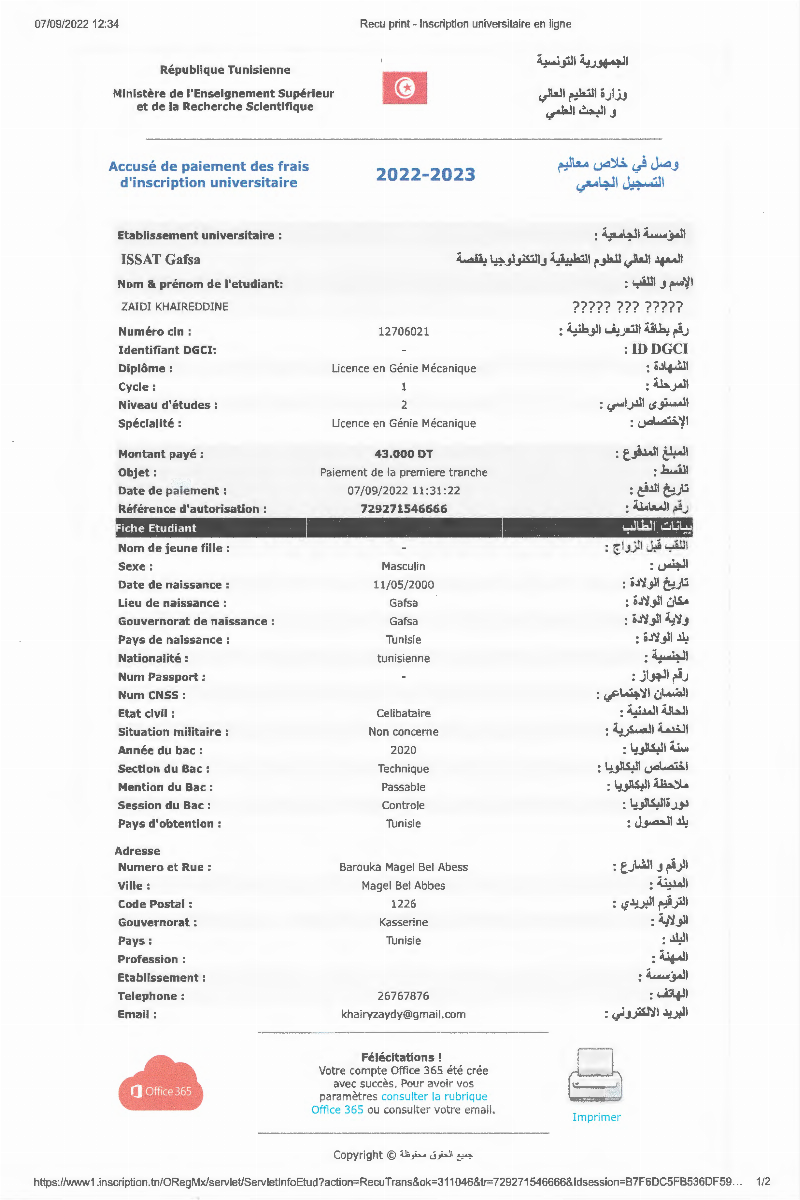 07/09/2022 12:34 Recu print - Inscription universitaire en ligne
République Tunisienne الجمهورية التونسية
Ministère de l'Enseignement Supérieur وزارة التعليم العالي
et de la Recherche Scientifique و البحث العلمي
Accusé de paiement des frais 2022-2023 وصل في خلاص معاليم
d'inscription universitaire التسجيل الجامعي
Etablissement universitaire : المؤسسة الجامعية :
ISSAT Gafsa المعهد العالي للعلوم التطبيقية والتكنولوجيا بقفصة
Nom & prénom de l'etudiant: الإسم و اللقب :
ZAIDI KHAIREDDINE ????? ??? ?????
Numéro cin : 12706021 رقم بطاقة التعريف الوطنية :
Identifiant DGCI: - ID DGCI :
Diplôme : Licence en Génie Mécanique الشهادة :
Cycle : 1 المرحلة :
Niveau d'études : 2 المستوى الدراسي :
Spécialité : Licence en Génie Mécanique الإختصاص :
Montant payé : 43.000 DT المبلغ المدفوع :
Objet : Paiement de la premiere tranche القسط :
Date de paiement : 07/09/2022 11:31:22 تاريخ الدفع :
Référence d'autorisation : 729271546666 رقم المعاملة :
Fiche Etudiant بيانات الطالب
Nom de jeune fille : - اللقب قبل الزواج :
Sexe : Masculin الجنس :
Date de naissance : 11/05/2000 تاريخ الولادة :
Lieu de naissance : Gafsa مكان الولادة :
Gouvernorat de naissance : Gafsa ولاية الولادة :
Pays de naissance : Tunisie بلد الولادة :
Nationalité : tunisienne الجنسية :
Num Passport : - رقم الجواز :
Num CNSS : الضمان الاجتماعي :
Etat civil : Celibataire الحالة المدنية :
Situation militaire : Non concerne الخدمة العسكرية :
Année du bac : 2020 سنة البكالوريا :
Section du Bac : Technique اختصاص البكالوريا :
Mention du Bac : Passable ملاحظة البكالوريا :
Session du Bac : Controle دورة البكالوريا :
Pays d'obtention : Tunisie بلد الحصول :
Adresse
Numero et Rue : Barouka Magel Bel Abess الرقم و الشارع :
Ville : Magel Bel Abbes المدينة :
Code Postal : 1226 الترقيم البريدي :
Gouvernorat : Kasserine الولاية :
Pays : Tunisie البلد :
Profession : المهنة :
Etablissement : المؤسسة :
Telephone : 26767876 الهاتف :
Email : khairyzaydy@gmail.com البريد الالكتروني :
Félécitations !
Votre compte Office 365 été crée
avec succès. Pour avoir vos
paramètres consulter la rubrique
Office 365 ou consulter votre email.
Office 365
Imprimer
Copyright © جميع الحقوق محفوظة
https://www1.inscription.tn/ORegMx/servlet/ServletInfoEtud?action=RecuTrans&ok=311046&tr=729271546666&Idsession=B7F6DC5FB536DF59... 1/2